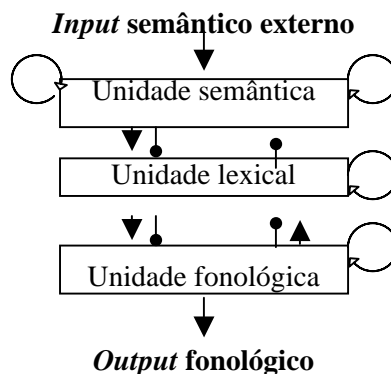 Input semântico externo
Unidade semântica
Unidade lexical
Unidade fonológica
Output fonológico